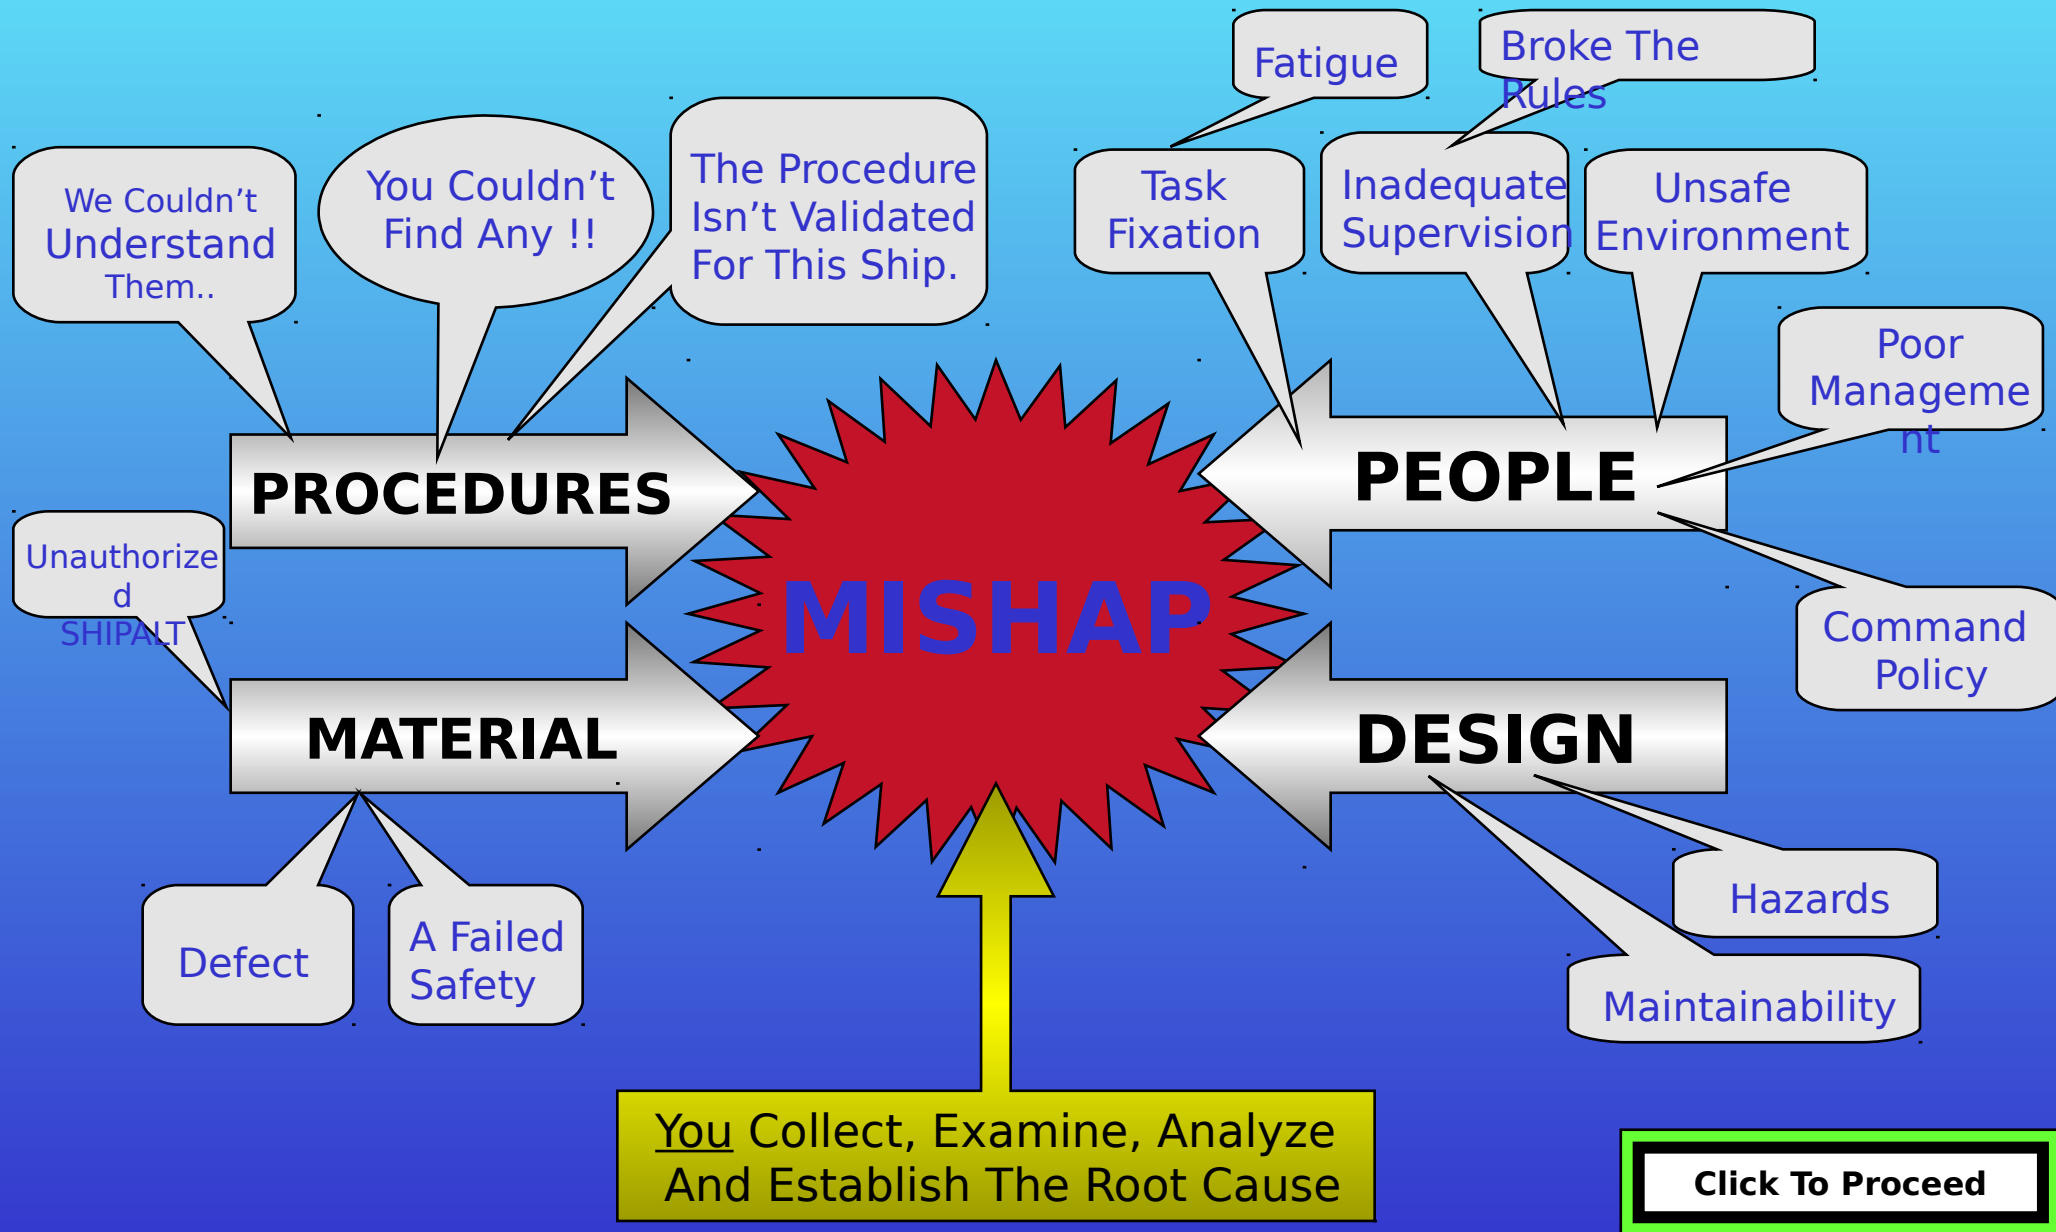 Fatigue
Broke The
Rules
We Couldn’t
Understand
Them..
You Couldn’t
Find Any !!
The Procedure
Isn’t Validated
For This Ship.
Task
Fixation
Inadequate
Supervision
Unsafe
Environment
Poor
Manageme
nt
PROCEDURES
PEOPLE
Unauthorize
d
SHIPALT
MISHAP
Command
Policy
MATERIAL
DESIGN
Defect
A Failed
Safety
Hazards
Maintainability
You Collect, Examine, Analyze
And Establish The Root Cause
Click To Proceed